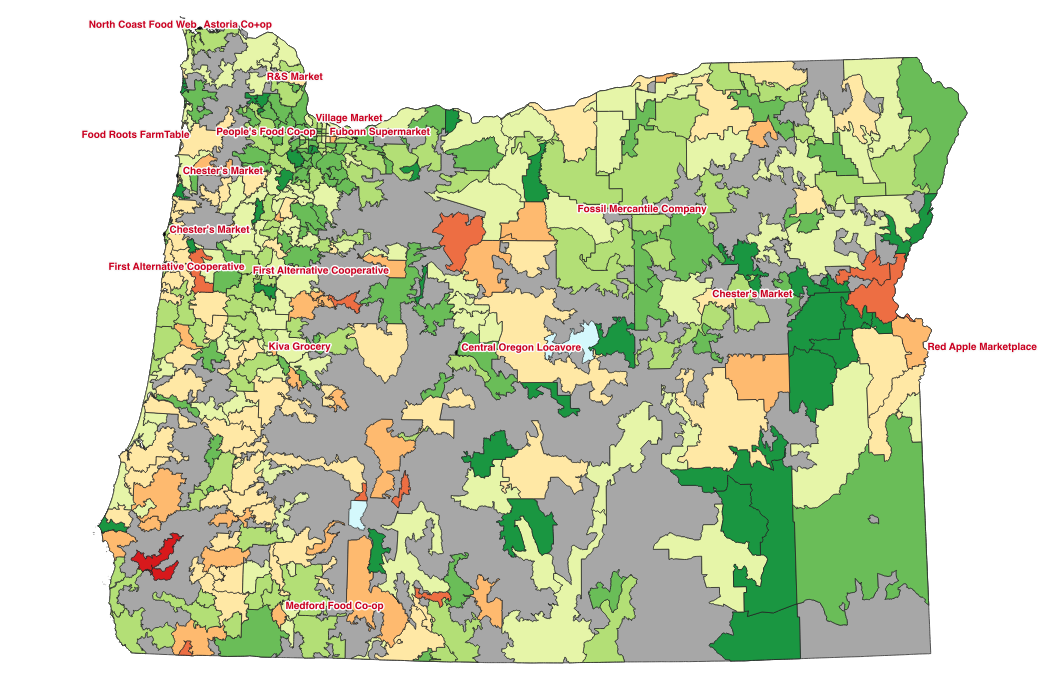 North Coast Food Web
Astoria Co+op
R&S Market
Village Market
People's Food Co-op
Fubonn Supermarket
Food Roots FarmTable
Chester's Market
Fossil Mercantile Company
Chester's Market
First Alternative Cooperative
First Alternative Cooperative
Chester's Market
Kiva Grocery
Central Oregon Locavore
Red Apple Marketplace
Medford Food Co-op